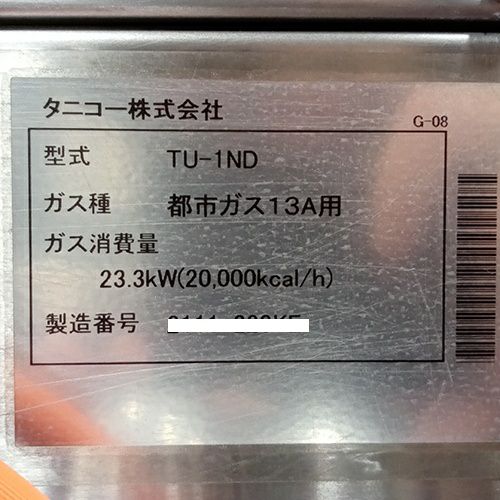 タニコー株式会社
G-08
型式 TU-1ND
ガス種 都市ガス13A用
ガス消費量
23.3kW(20,000kcal/h)
製造番号